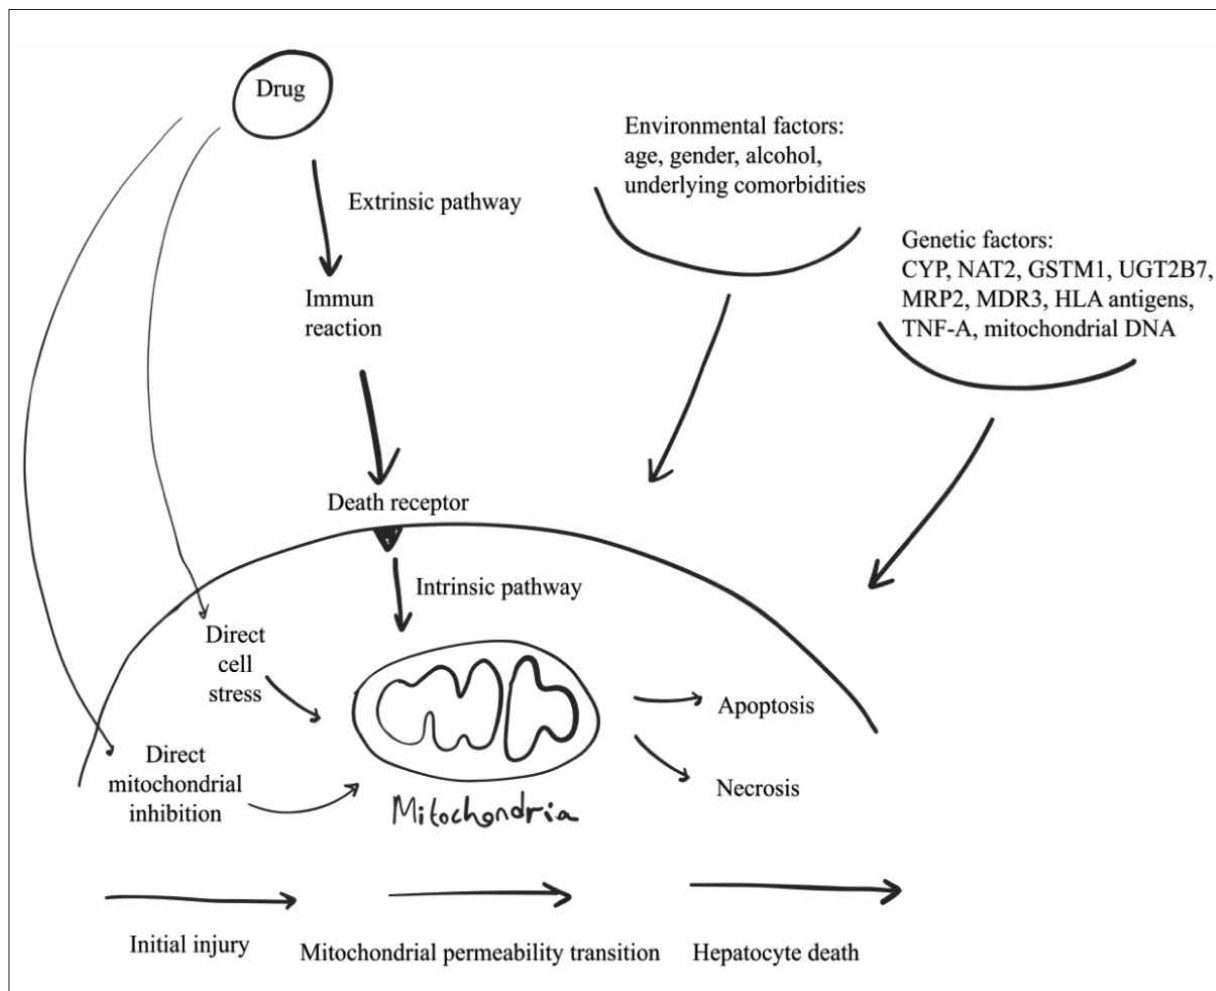 Drug
Extrinsic pathway
Immun
reaction
Environmental factors:
age, gender, alcohol,
underlying comorbidities
Genetic factors:
CYP, NAT2, GSTM1, UGT2B7,
MRP2, MDR3, HLA antigens,
TNF-A, mitochondrial DNA
Death receptor
Intrinsic pathway
Direct
cell
stress
Direct
mitochondrial
inhibition
Mitochondria
Apoptosis
Necrosis
Initial injury
Mitochondrial permeability transition
Hepatocyte death